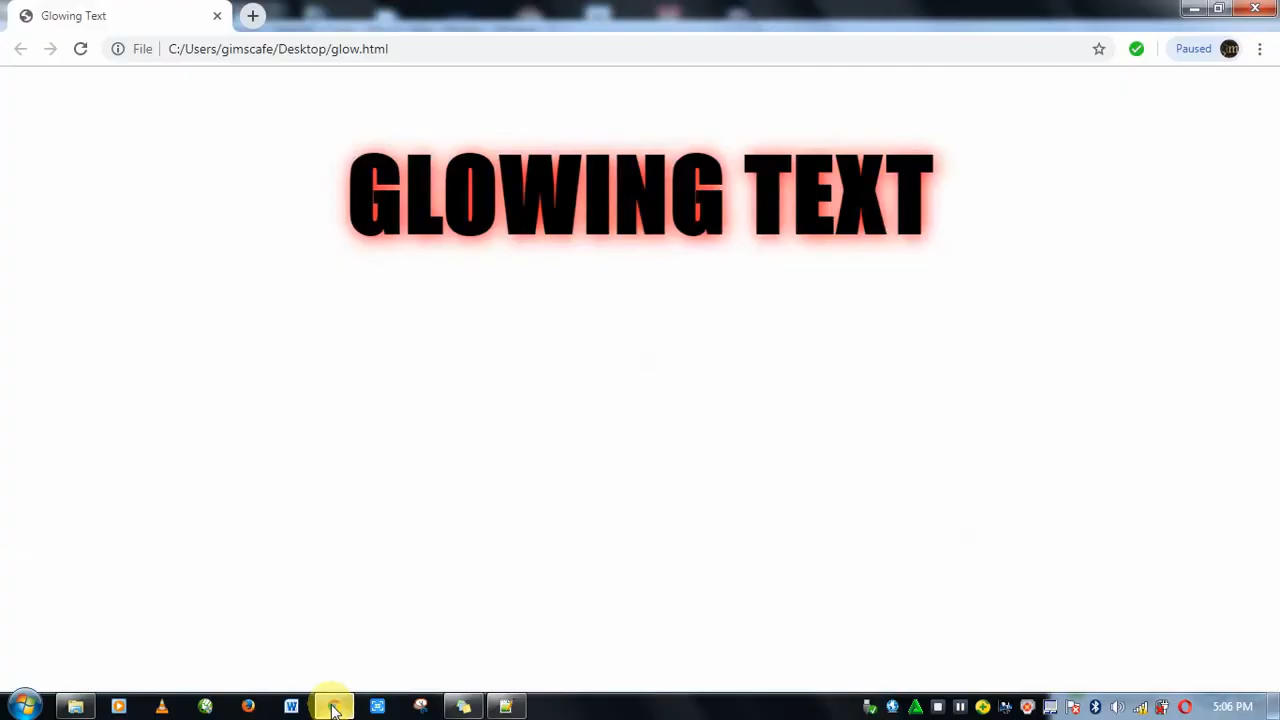 Glowing Text
File C:/Users/gimscafe/Desktop/glow.html Paused
GLOWING TEXT
5:06 PM